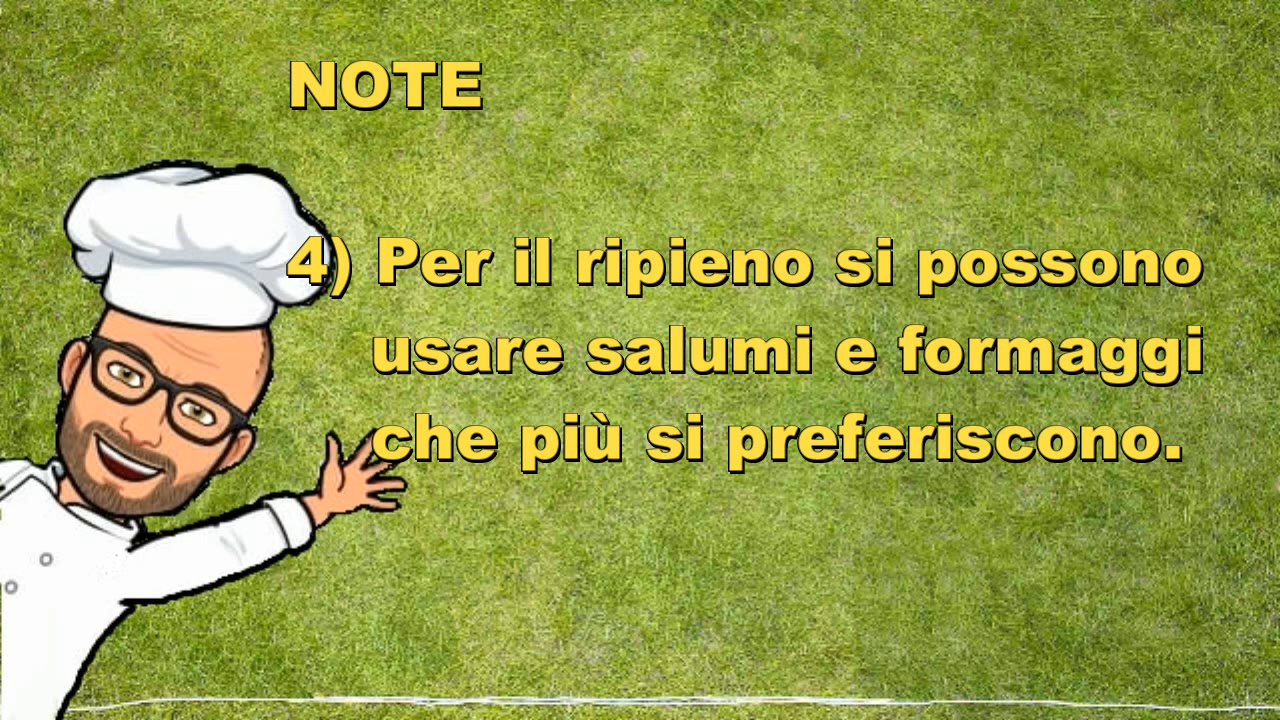 NOTE
4) Per il ripieno si possono
usare salumi e formaggi
che più si preferiscono.